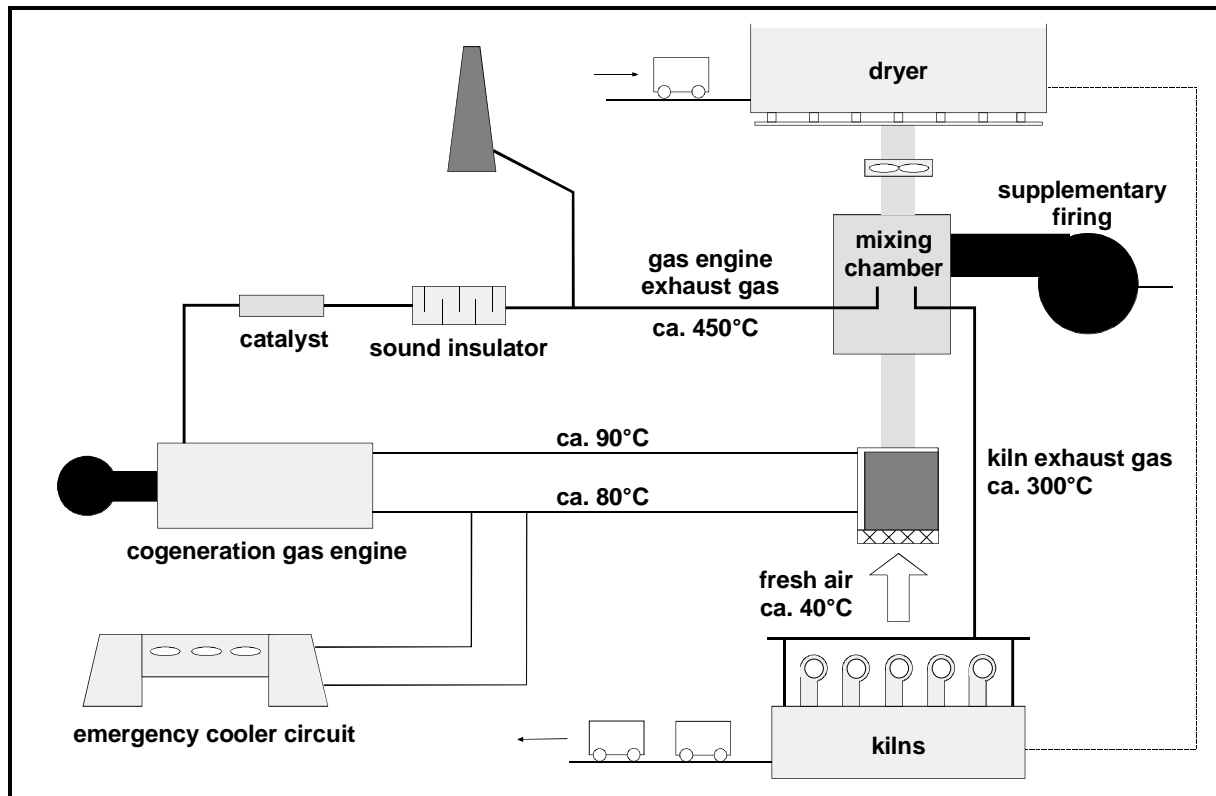 dryer
supplementary
firing
mixing
chamber
gas engine
exhaust gas
ca. 450°C
catalyst
sound insulator
ca. 90°C
kiln exhaust gas
ca. 300°C
ca. 80°C
cogeneration gas engine
fresh air
ca. 40°C
emergency cooler circuit
kilns